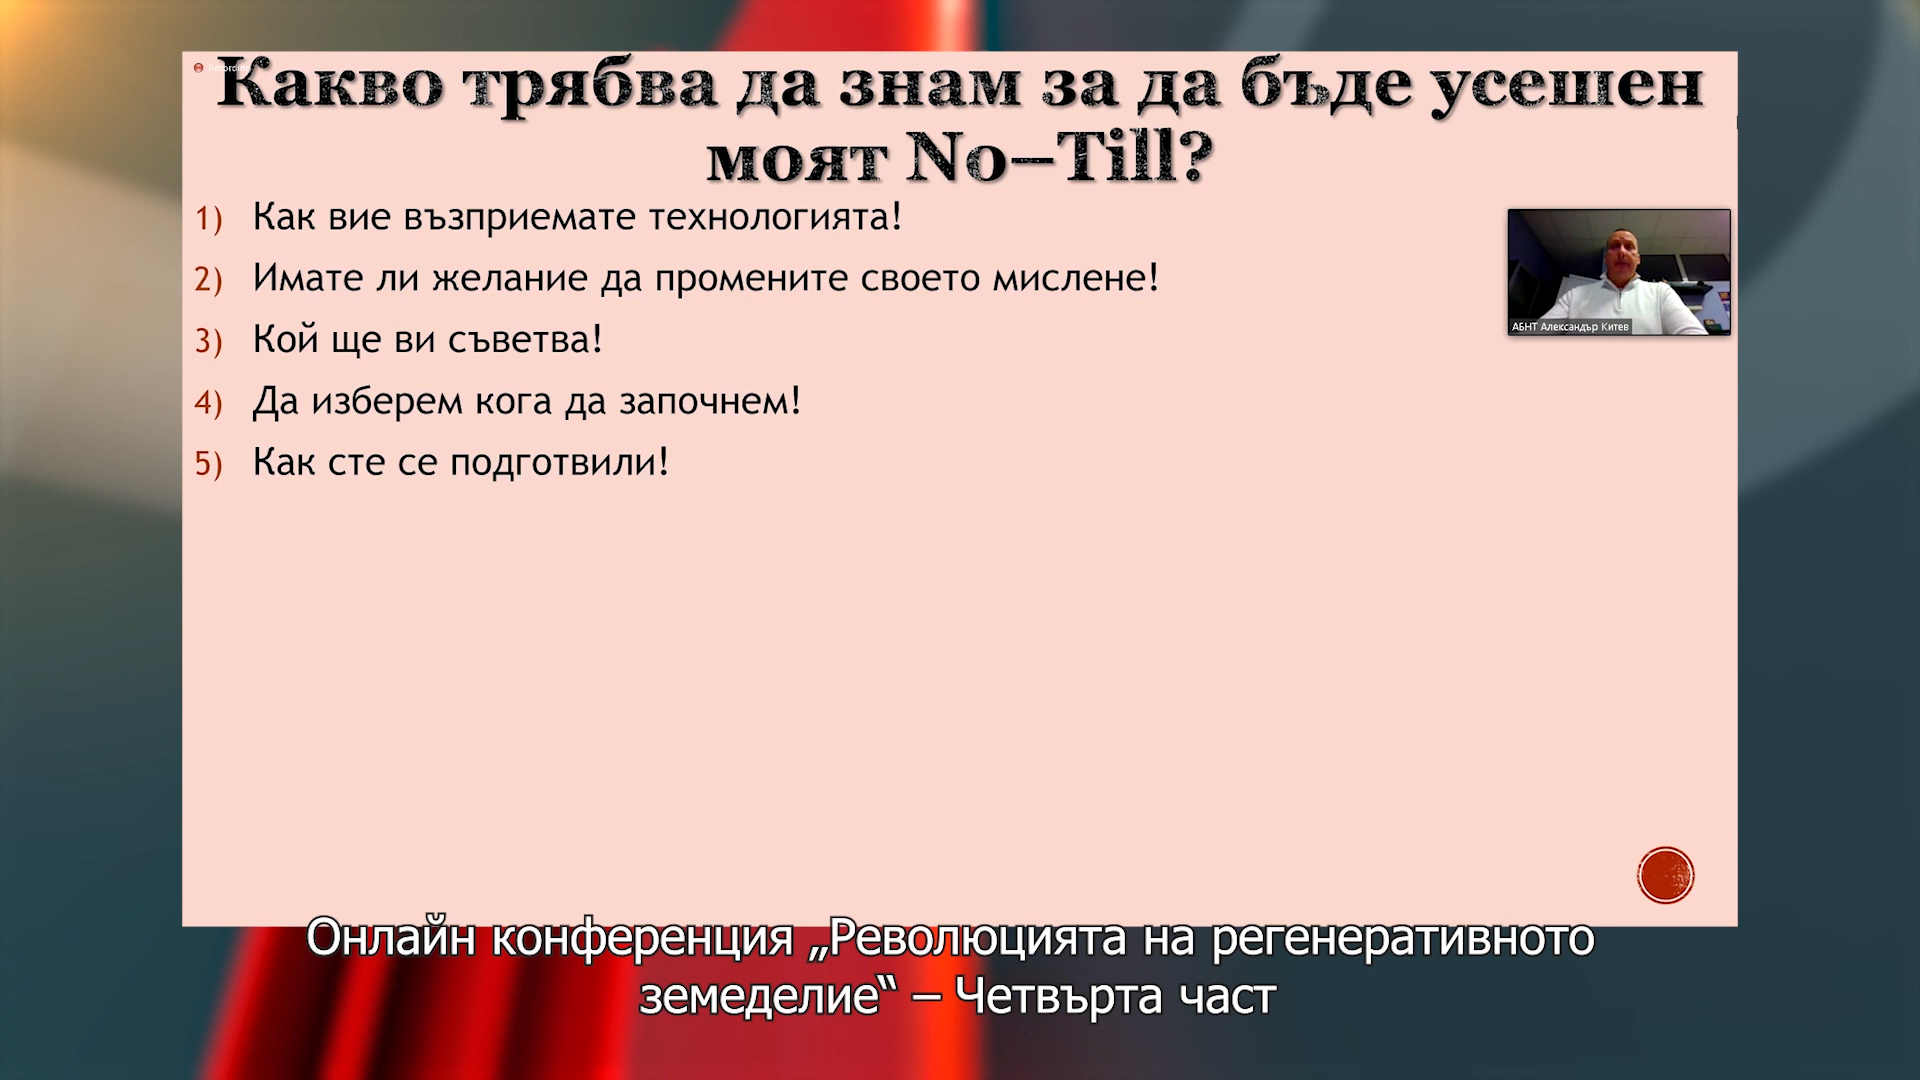 Recording
Какво трябва да знам за да бъде усешен
моят No–Till?
1) Как вие възприемате технологията!
2) Имате ли желание да промените своето мислене!
3) Кой ще ви съветва!
4) Да изберем кога да започнем!
5) Как сте се подготвили!
АБНТ Александър Китев
Онлайн конференция „Революцията на регенеративното
земеделие“ – Четвърта част